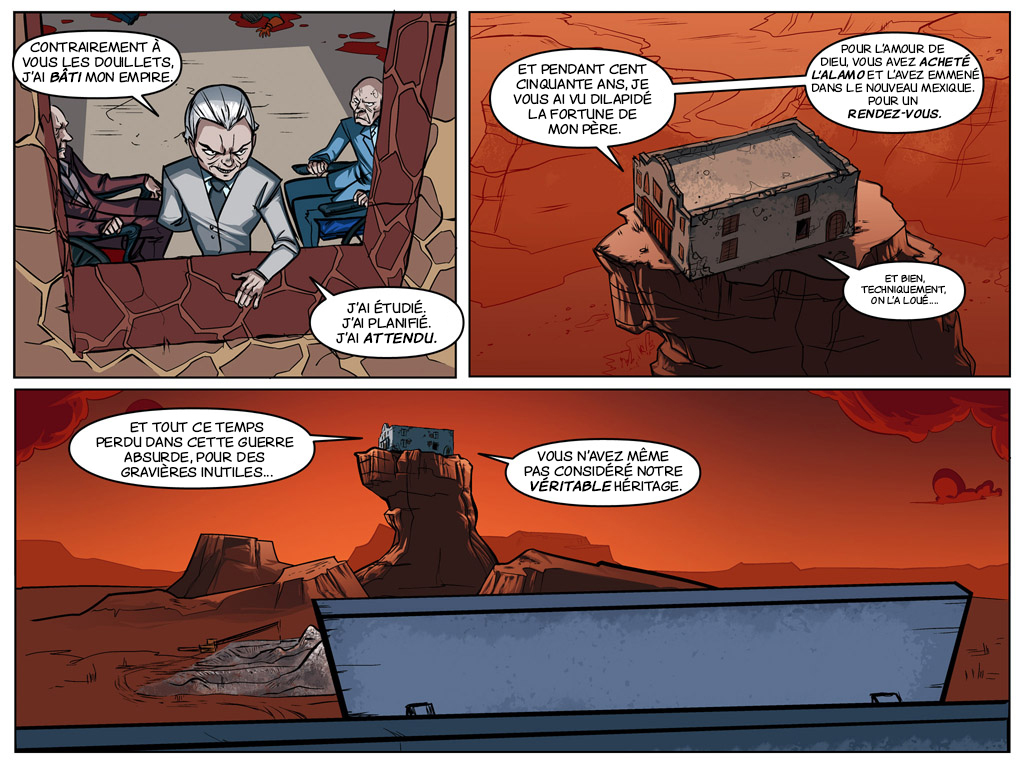 CONTRAIREMENT À
VOUS LES DOUILLETS,
J'AI BÂTI MON EMPIRE.
J'AI ÉTUDIÉ.
J'AI PLANIFIÉ.
J'AI ATTENDU.
ET PENDANT CENT
CINQUANTE ANS, JE
VOUS AI VU DILAPIDÉ
LA FORTUNE DE
MON PÈRE.
POUR L'AMOUR DE
DIEU, VOUS AVEZ ACHETÉ
L'ALAMO ET L'AVEZ EMMENÉ
DANS LE NOUVEAU MEXIQUE.
POUR UN
RENDEZ-VOUS.
ET BIEN,
TECHNIQUEMENT,
ON L'A LOUÉ....
ET TOUT CE TEMPS
PERDU DANS CETTE GUERRE
ABSURDE, POUR DES
GRAVIÈRES INUTILES...
VOUS N'AVEZ MÊME
PAS CONSIDÉRÉ NOTRE
VÉRITABLE HÉRITAGE.